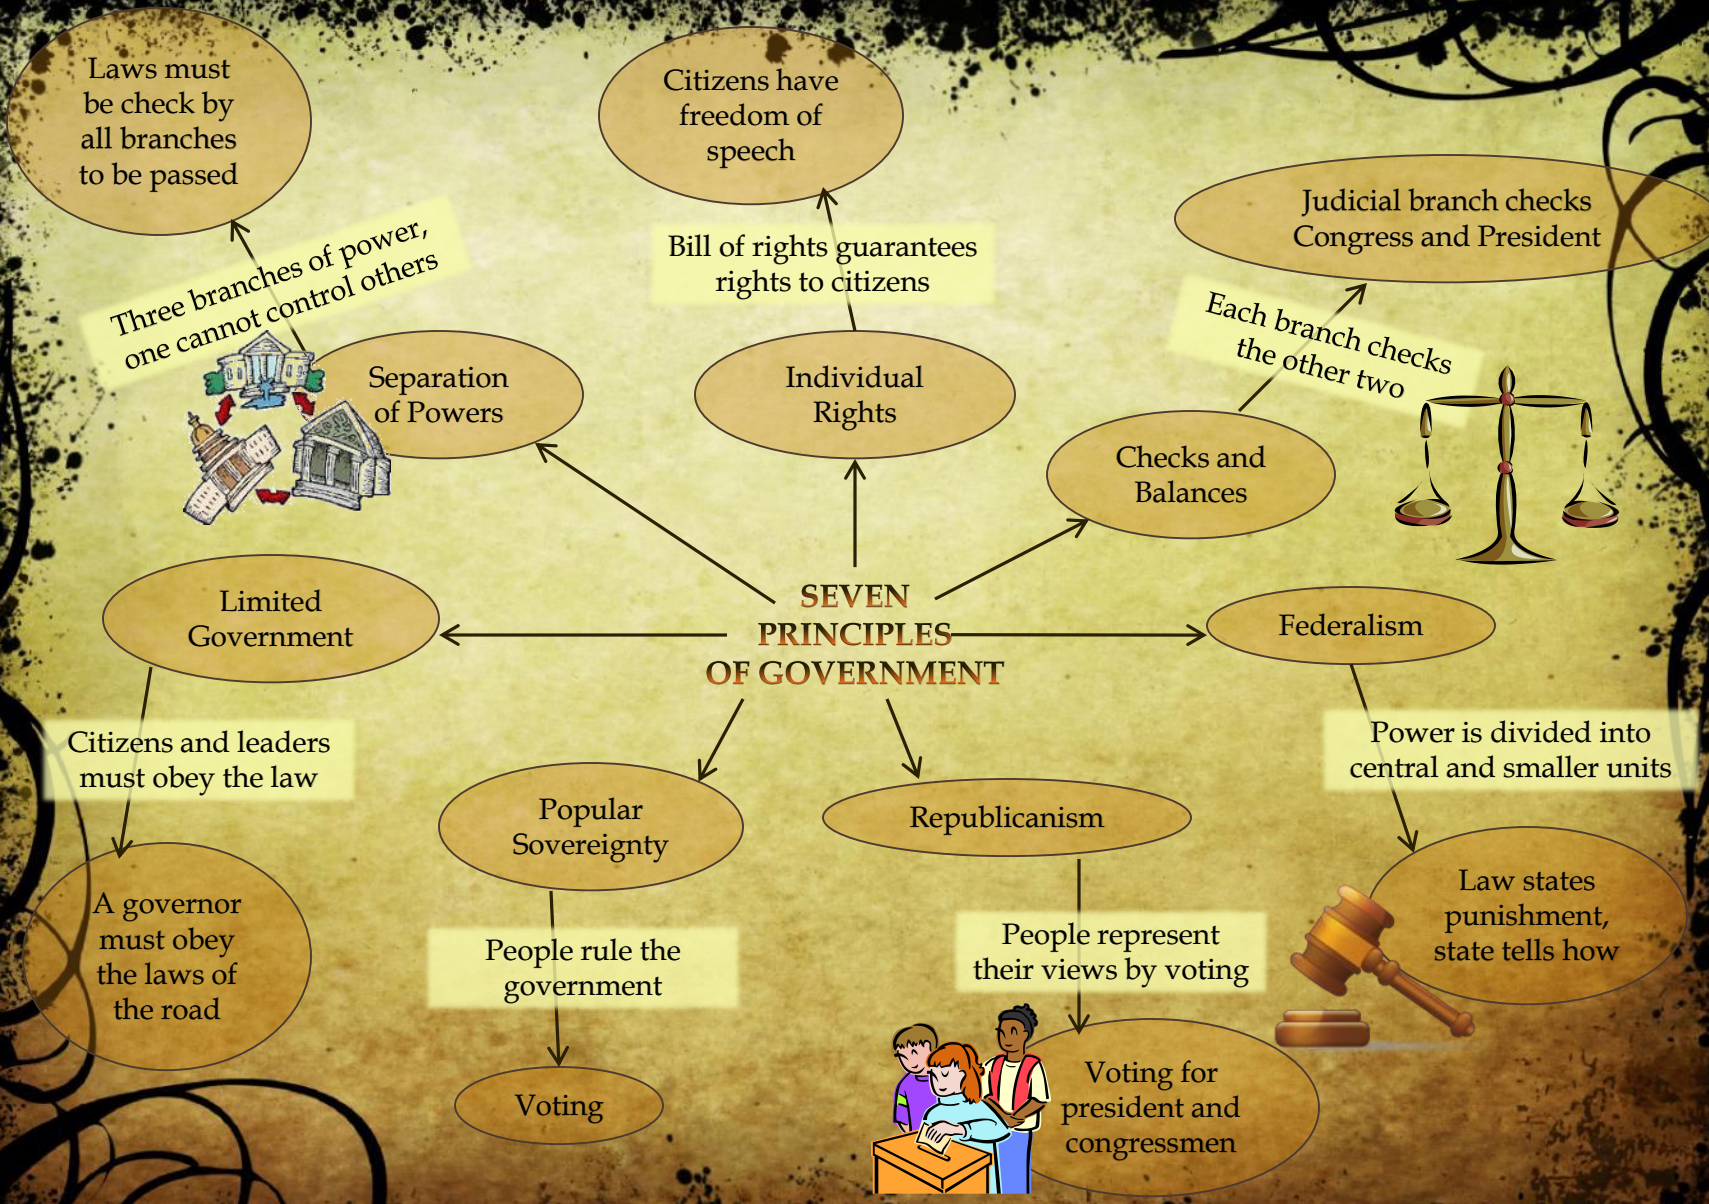 Laws must
be check by
all branches
to be passed
Citizens have
freedom of
speech
Judicial branch checks
Congress and President
Three branches of power,
one cannot control others
Bill of rights guarantees
rights to citizens
Each branch checks
the other two
Separation
of Powers
Individual
Rights
Checks and
Balances
SEVEN
PRINCIPLES
OF GOVERNMENT
Limited
Government
Federalism
Citizens and leaders
must obey the law
Power is divided into
central and smaller units
Popular
Sovereignty
Republicanism
A governor
must obey
the laws of
the road
People rule the
government
People represent
their views by voting
Law states
punishment,
state tells how
Voting
Voting for
president and
congressmen